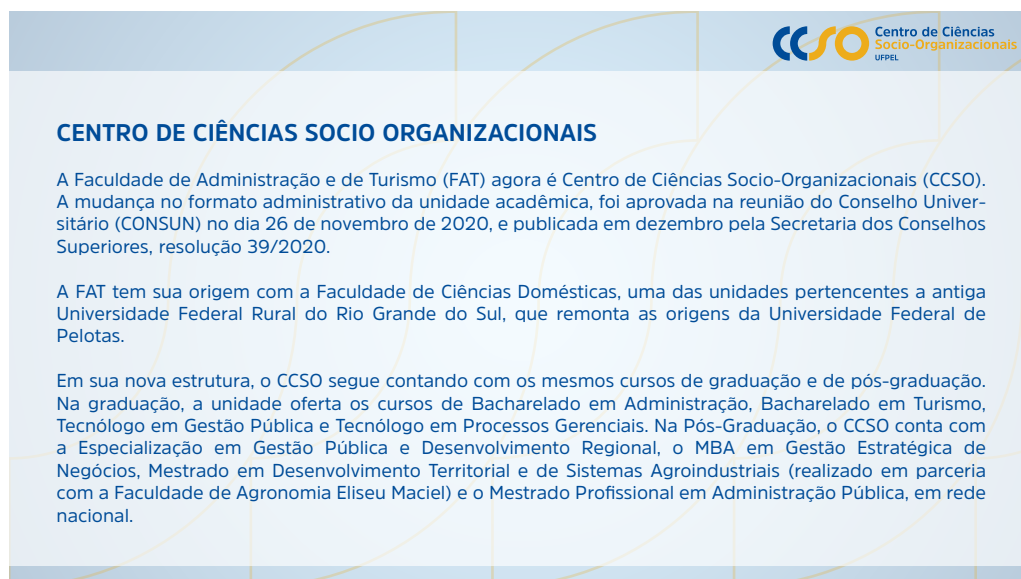 CCSO Centro de Ciências
Socio-Organizacionais
UFPEL
CENTRO DE CIÊNCIAS SOCIO ORGANIZACIONAIS
A Faculdade de Administração e de Turismo (FAT) agora é Centro de Ciências Socio-Organizacionais (CCSO).
A mudança no formato administrativo da unidade acadêmica, foi aprovada na reunião do Conselho Univer-
sitário (CONSUN) no dia 26 de novembro de 2020, e publicada em dezembro pela Secretaria dos Conselhos
Superiores, resolução 39/2020.
A FAT tem sua origem com a Faculdade de Ciências Domésticas, uma das unidades pertencentes a antiga
Universidade Federal Rural do Rio Grande do Sul, que remonta as origens da Universidade Federal de
Pelotas.
Em sua nova estrutura, o CCSO segue contando com os mesmos cursos de graduação e de pós-graduação.
Na graduação, a unidade oferta os cursos de Bacharelado em Administração, Bacharelado em Turismo,
Tecnólogo em Gestão Pública e Tecnólogo em Processos Gerenciais. Na Pós-Graduação, o CCSO conta com
a Especialização em Gestão Pública e Desenvolvimento Regional, o MBA em Gestão Estratégica de
Negócios, Mestrado em Desenvolvimento Territorial e de Sistemas Agroindustriais (realizado em parceria
com a Faculdade de Agronomia Eliseu Maciel) e o Mestrado Profissional em Administração Pública, em rede
nacional.